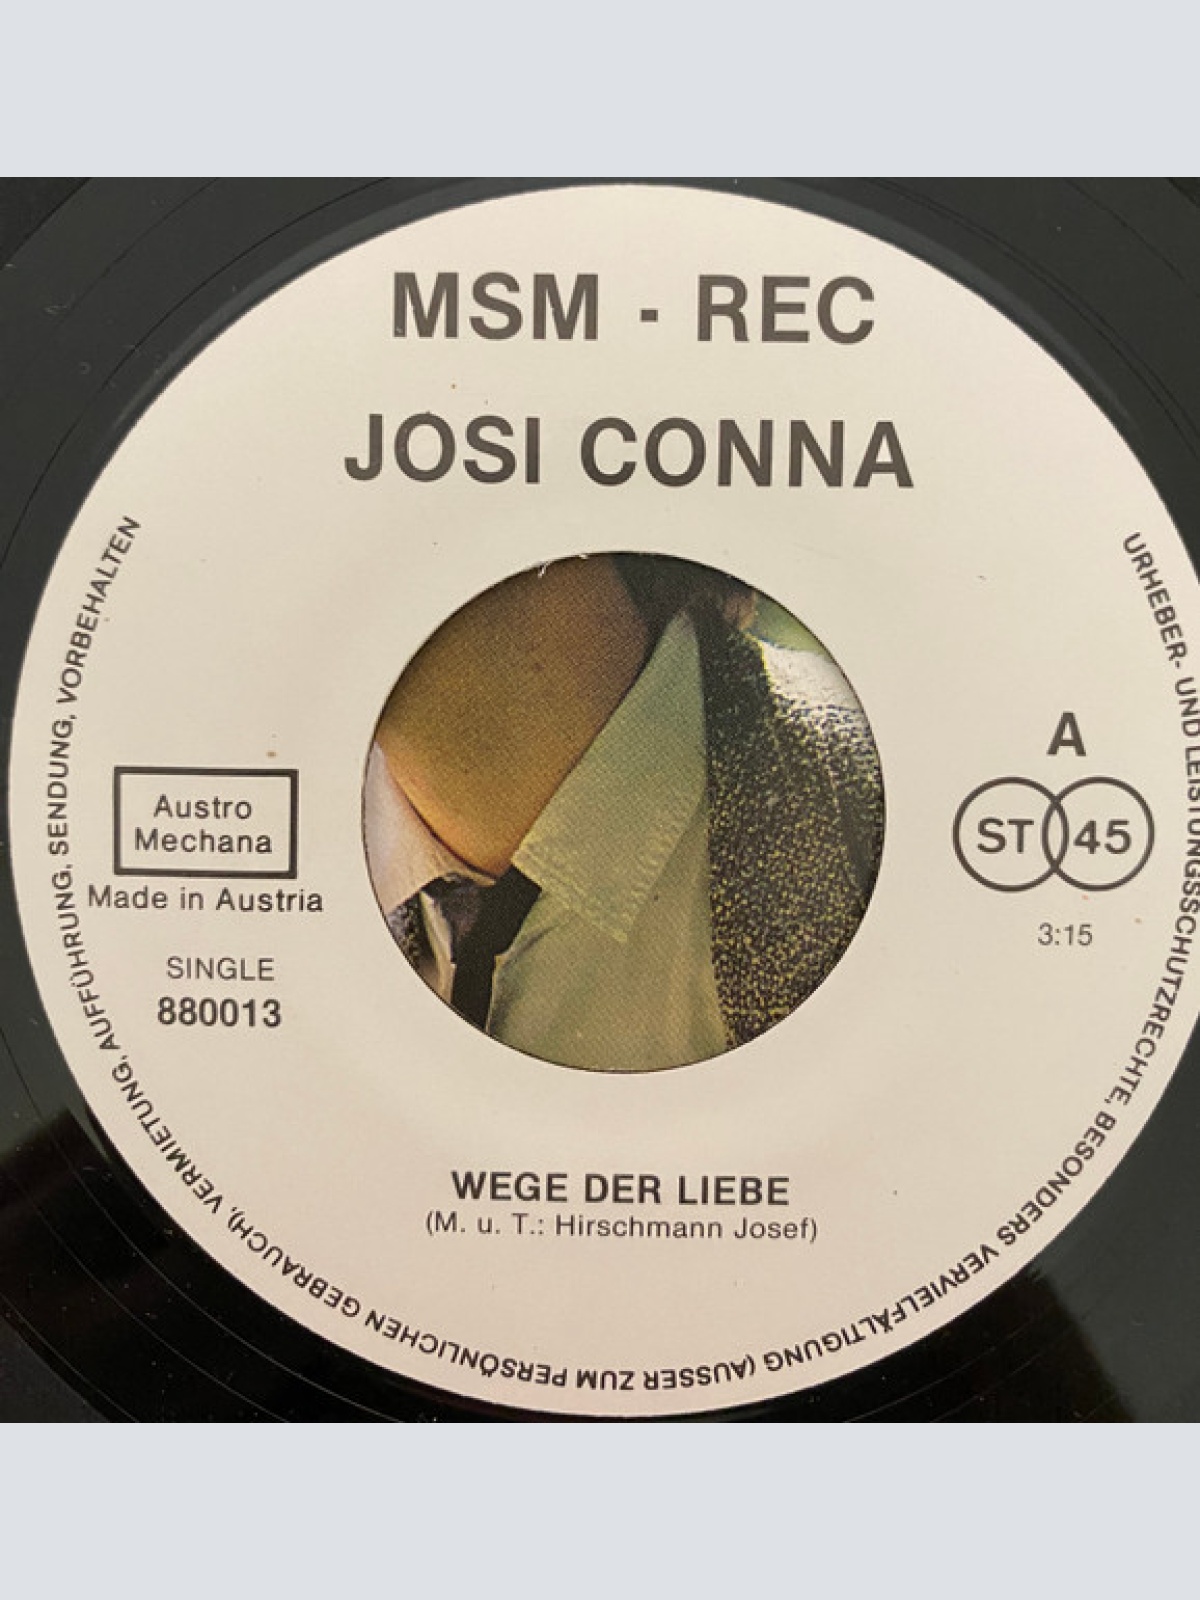 MSM - REC
JOSI CONNA
A
ST 45
3:15
Austro
Mechana
Made in Austria
SINGLE
880013
WEGE DER LIEBE
(M. u. T.: Hirschmann Josef)
URHEBER- UND LEISTUNGSSCHUTZRECHTE, BESONDERS VERVIELFÄLTIGUNG (AUSSER ZUM PERSÖNLICHEN GEBRAUCH), VERMIETUNG, AUFFÜHRUNG, SENDUNG, VORBEHALTEN